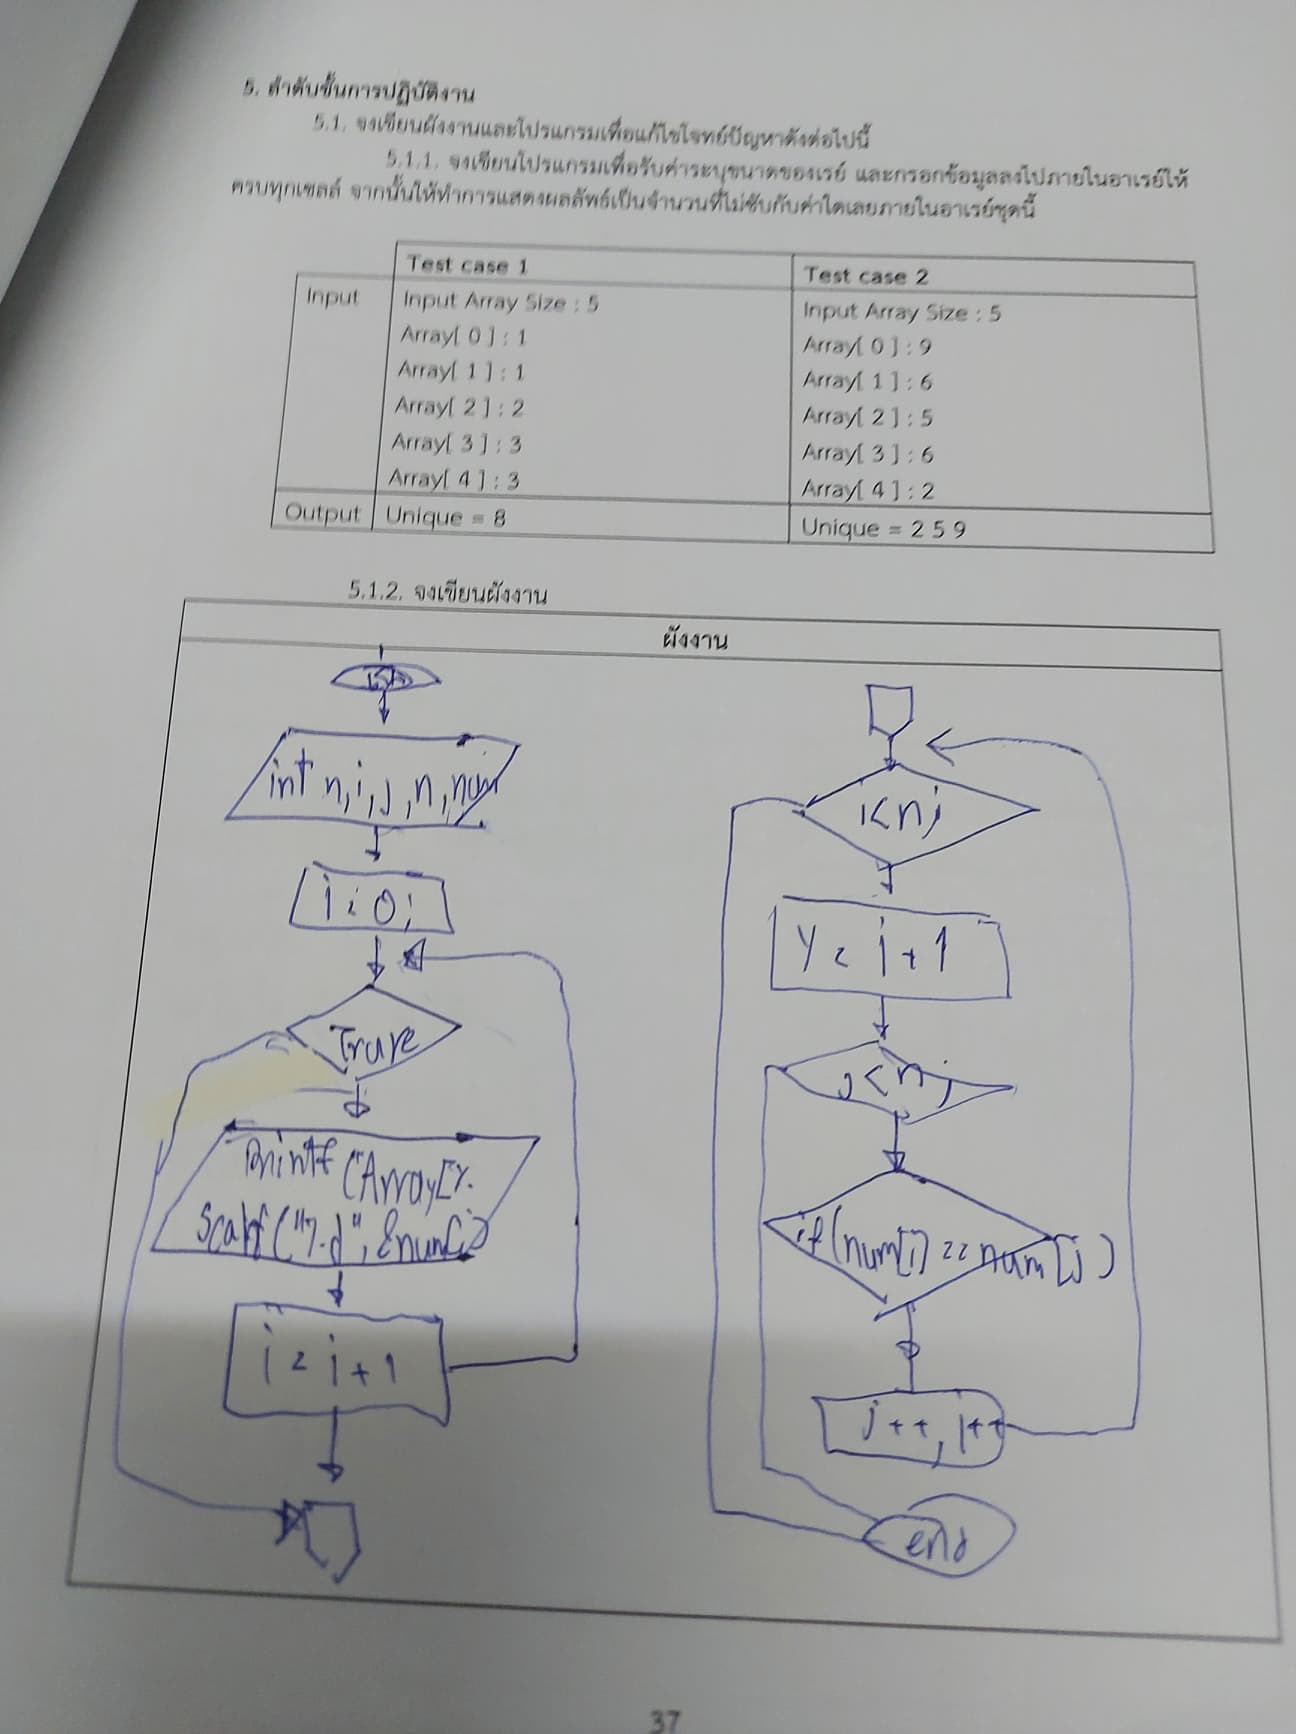 5. ลำดับขั้นการปฏิบัติงาน
5.1. จงเขียนผังงานและโปรแกรมเพื่อแก้ไขโจทย์ปัญหาดังต่อไปนี้
5.1.1. จงเขียนโปรแกรมเพื่อรับค่าระบุขนาดของเรย์ และกรอกข้อมูลลงไปภายในอาเรย์ให้
ครบทุกเซลล์ จากนั้นให้ทำการแสดงผลลัพธ์เป็นจำนวนที่ไม่ซ้ำกับค่าใดเลยภายในอาเรย์ชุดนี้
Test case 1
Test case 2
Input
Input Array Size : 5
Array[ 0 ] : 1
Array[ 1 ] : 1
Array[ 2 ] : 2
Array[ 3 ] : 3
Array[ 4 ] : 3
Input Array Size : 5
Array[ 0 ] : 9
Array[ 1 ] : 6
Array[ 2 ] : 5
Array[ 3 ] : 6
Array[ 4 ] : 2
Output
Unique = 8
Unique = 2 5 9
5.1.2. จงเขียนผังงาน
ผังงาน
int n,i,j,n,num
i = 0;
Trure
printf ("Array[%.
scanf("%d", &num[i)
i = i + 1
i<n;
y = i + 1
j<n;
if(num[i] == num[j)
j++, i++
end
37